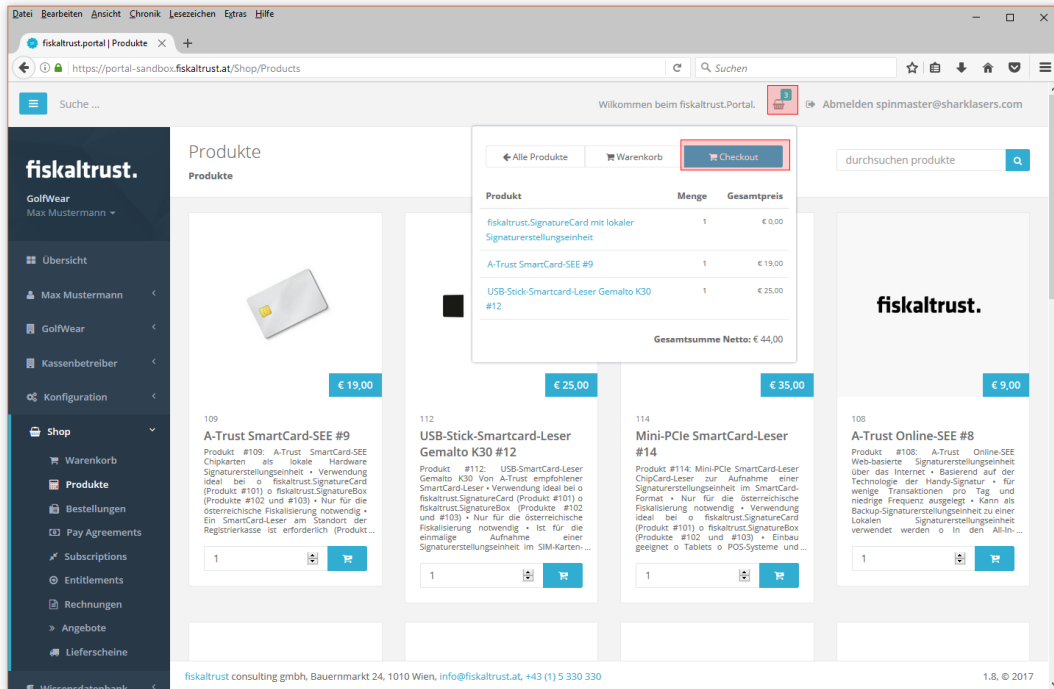 Datei Bearbeiten Ansicht Chronik Lesezeichen Extras Hilfe
fiskaltrust.portal | Produkte
https://portal-sandbox.fiskaltrust.at/Shop/Products
Suchen
Suche ...
Willkommen beim fiskaltrust.Portal.
3
Abmelden spinmaster@sharklasers.com
fiskaltrust.
GolfWear
Max Mustermann
Übersicht
Max Mustermann
GolfWear
Kassenbetreiber
Konfiguration
Shop
Warenkorb
Produkte
Bestellungen
Pay Agreements
Subscriptions
Entitlements
Rechnungen
Angebote
Lieferscheine
Wissensdatenbank
Produkte
Produkte
durchsuchen produkte
Alle Produkte
Warenkorb
Checkout
Produkt Menge Gesamtpreis
fiskaltrust.SignatureCard mit lokaler 1 € 0,00
Signaturerstellungseinheit
A-Trust SmartCard-SEE #9 1 € 19,00
USB-Stick-Smartcard-Leser Gemalto K30 1 € 25,00
#12
Gesamtsumme Netto: € 44,00
€ 19,00
109
A-Trust SmartCard-SEE #9
Produkt #109: A-Trust SmartCard-SEE
Chipkarten als lokale Hardware
Signaturerstellungseinheit • Verwendung
ideal bei o fiskaltrust.SignatureCard
(Produkt #101) o fiskaltrust.SignatureBox
(Produkte #102 und #103) • Nur für die
österreichische Fiskalisierung notwendig •
Ein SmartCard-Leser am Standort der
Registrierkasse ist erforderlich (Produkt ...
1
€ 25,00
112
USB-Stick-Smartcard-Leser
Gemalto K30 #12
Produkt #112: USB-SmartCard-Leser
Gemalto K30 Von A-Trust empfohlener
SmartCard-Leser • Verwendung ideal bei o
fiskaltrust.SignatureCard (Produkt #101) o
fiskaltrust.SignatureBox (Produkte #102
und #103) • Nur für die österreichische
Fiskalisierung notwendig • Ist für die
einmalige Aufnahme einer
Signaturerstellungseinheit im SIM-Karten-...
1
€ 35,00
114
Mini-PCIe SmartCard-Leser
#14
Produkt #114: Mini-PCIe SmartCard-Leser
ChipCard-Leser zur Aufnahme einer
Signaturerstellungseinheit im SmartCard-
Format • Nur für die österreichische
Fiskalisierung notwendig • Verwendung
ideal bei o fiskaltrust.SignatureCard
(Produkt #101) o fiskaltrust.SignatureBox
(Produkte #102 und #103) • Einbau
geeignet o Tablets o POS-Systeme und ...
1
fiskaltrust.
€ 9,00
108
A-Trust Online-SEE #8
Produkt #108: A-Trust Online-SEE
Web-basierte Signaturerstellungseinheit
über das Internet • Basierend auf der
Technologie der Handy-Signatur • für
wenige Transaktionen pro Tag und
niedrige Frequenz ausgelegt • Kann als
Backup-Signaturerstellungseinheit zu einer
Lokalen Signaturerstellungseinheit
verwendet werden o In den All-In-...
1
fiskaltrust consulting gmbh, Bauernmarkt 24, 1010 Wien, info@fiskaltrust.at, +43 (1) 5 330 330
1.8, © 2017